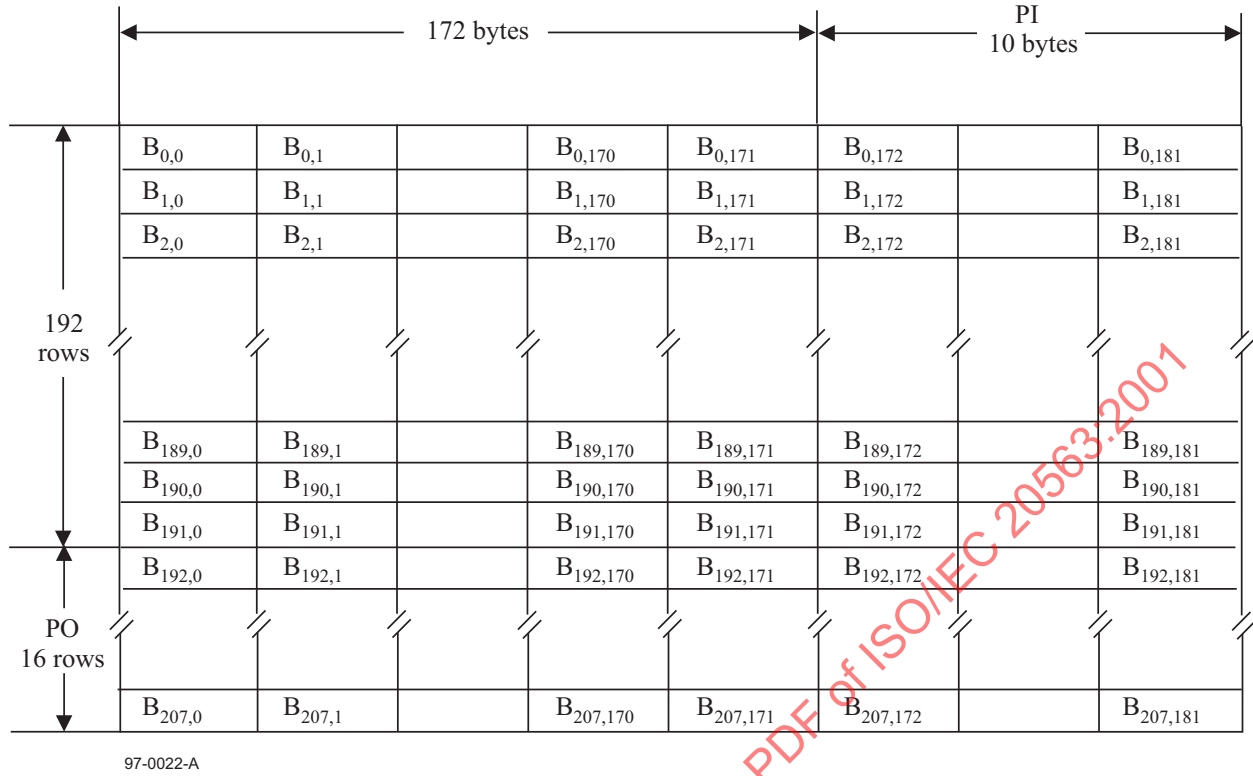 172 bytes
PI
10 bytes
B0,0 B0,1 B0,170 B0,171 B0,172 B0,181
B1,0 B1,1 B1,170 B1,171 B1,172 B1,181
B2,0 B2,1 B2,170 B2,171 B2,172 B2,181
192
rows
B189,0 B189,1 B189,170 B189,171 B189,172 B189,181
B190,0 B190,1 B190,170 B190,171 B190,172 B190,181
B191,0 B191,1 B191,170 B191,171 B191,172 B191,181
B192,0 B192,1 B192,170 B192,171 B192,172 B192,181
PO
16 rows
B207,0 B207,1 B207,170 B207,171 B207,172 B207,181
97-0022-A
PDF of ISO/IEC 20563:2001